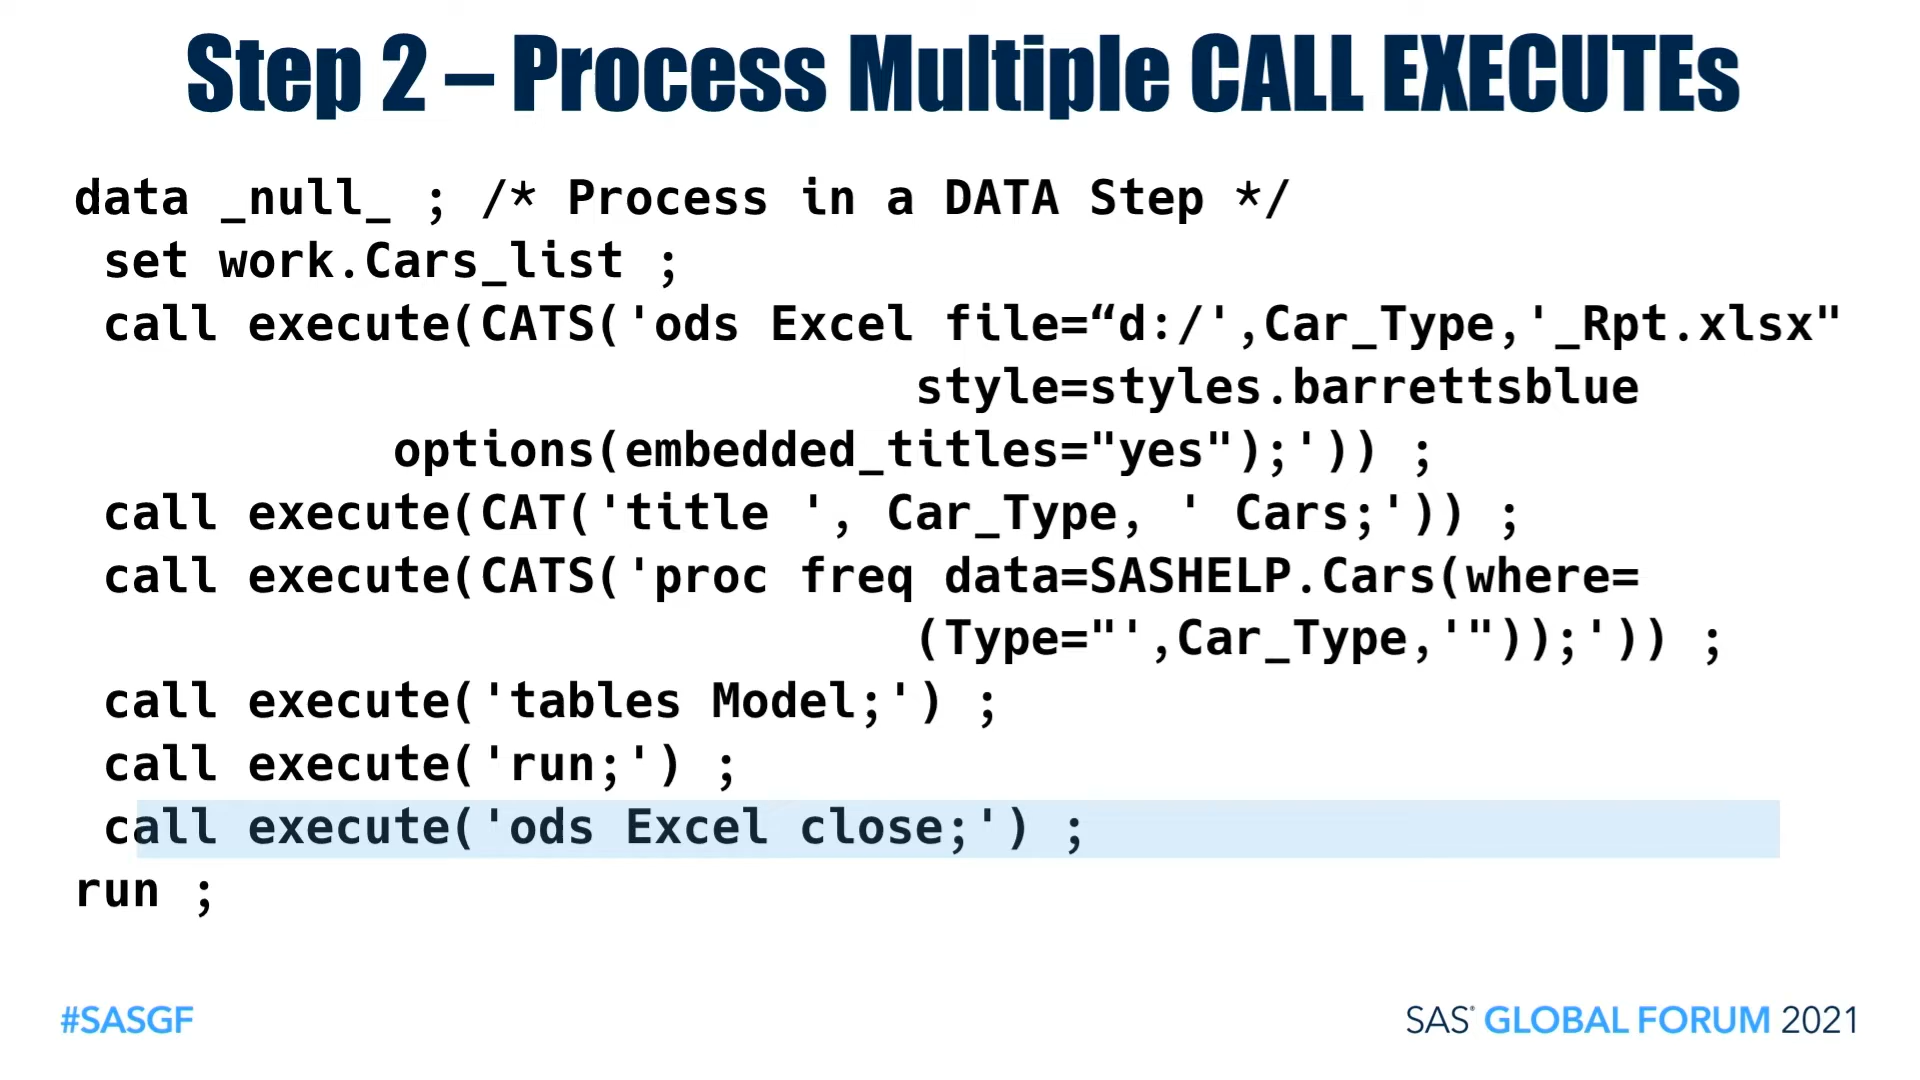 Step 2 – Process Multiple CALL EXECUTEs
data _null_ ; /* Process in a DATA Step */
set work.Cars_list ;
call execute(CATS('ods Excel file=“d:/',Car_Type,'_Rpt.xlsx"
style=styles.barrettsblue
options(embedded_titles="yes");')) ;
call execute(CAT('title ', Car_Type, ' Cars;')) ;
call execute(CATS('proc freq data=SASHELP.Cars(where=
(Type="',Car_Type,'"));')) ;
call execute('tables Model;') ;
call execute('run;') ;
call execute('ods Excel close;') ;
run ;
#SASGF
SAS® GLOBAL FORUM 2021